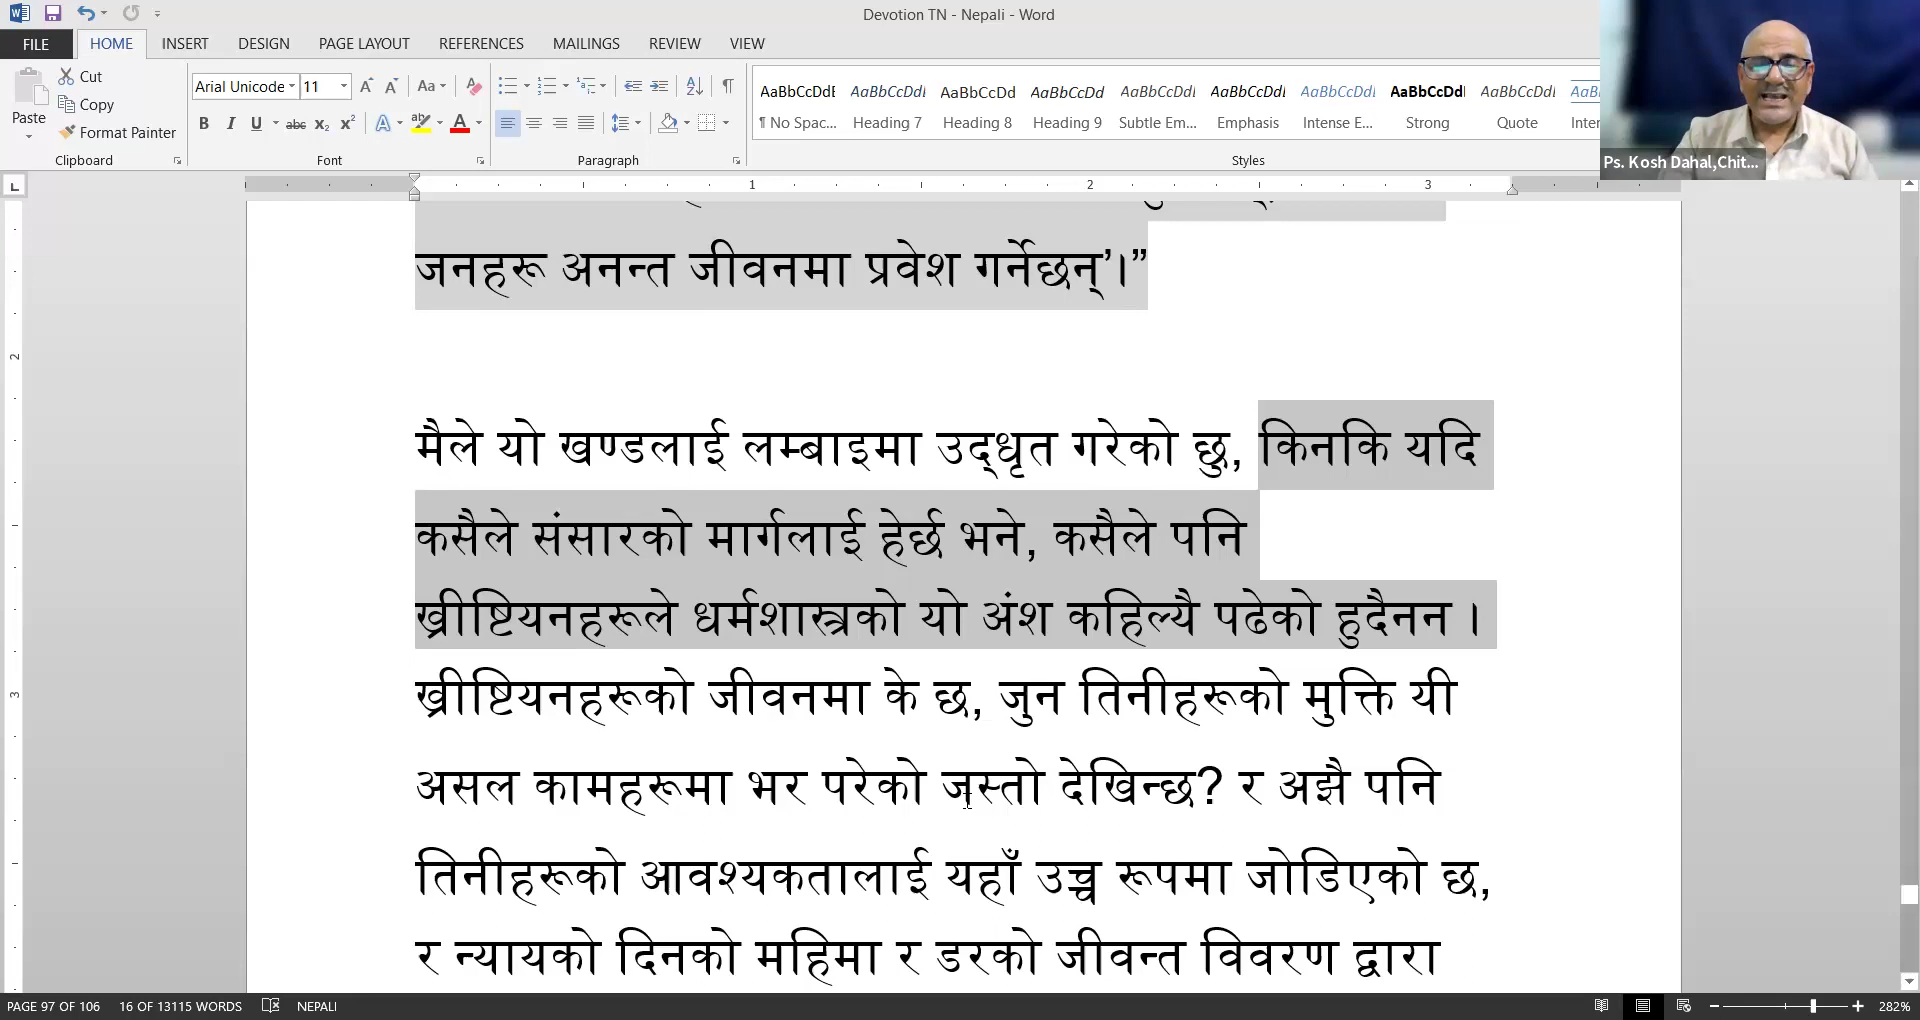 Devotion TN - Nepali - Word
FILE HOME INSERT DESIGN PAGE LAYOUT REFERENCES MAILINGS REVIEW VIEW
Paste
Cut
Copy
Format Painter
Clipboard
Arial Unicode 11
Font
Paragraph
AaBbCcDdE AaBbCcDdI AaBbCcDd AaBbCcDd AaBbCcDdI AaBbCcDdI AaBbCcDdI AaBbCcDdI AaBbCcDdI
¶ No Spac... Heading 7 Heading 8 Heading 9 Subtle Em... Emphasis Intense E... Strong Quote Inter
Styles
Ps. Kosh Dahal,Chit...
1 2 3
जनहरू अनन्त जीवनमा प्रवेश गर्नेछन्’।”
मैले यो खण्डलाई लम्बाइमा उद्धृत गरेको छु, किनकि यदि
कसैले संसारको मार्गलाई हेर्छ भने, कसैले पनि
ख्रीष्टियनहरूले धर्मशास्त्रको यो अंश कहिल्यै पढेको हुदैनन ।
ख्रीष्टियनहरूको जीवनमा के छ, जुन तिनीहरूको मुक्ति यी
असल कामहरूमा भर परेको जस्तो देखिन्छ? र अझै पनि
तिनीहरूको आवश्यकतालाई यहाँ उच्च रूपमा जोडिएको छ,
र न्यायको दिनको महिमा र डरको जीवन्त विवरण द्वारा
PAGE 97 OF 106 16 OF 13115 WORDS NEPALI 282%